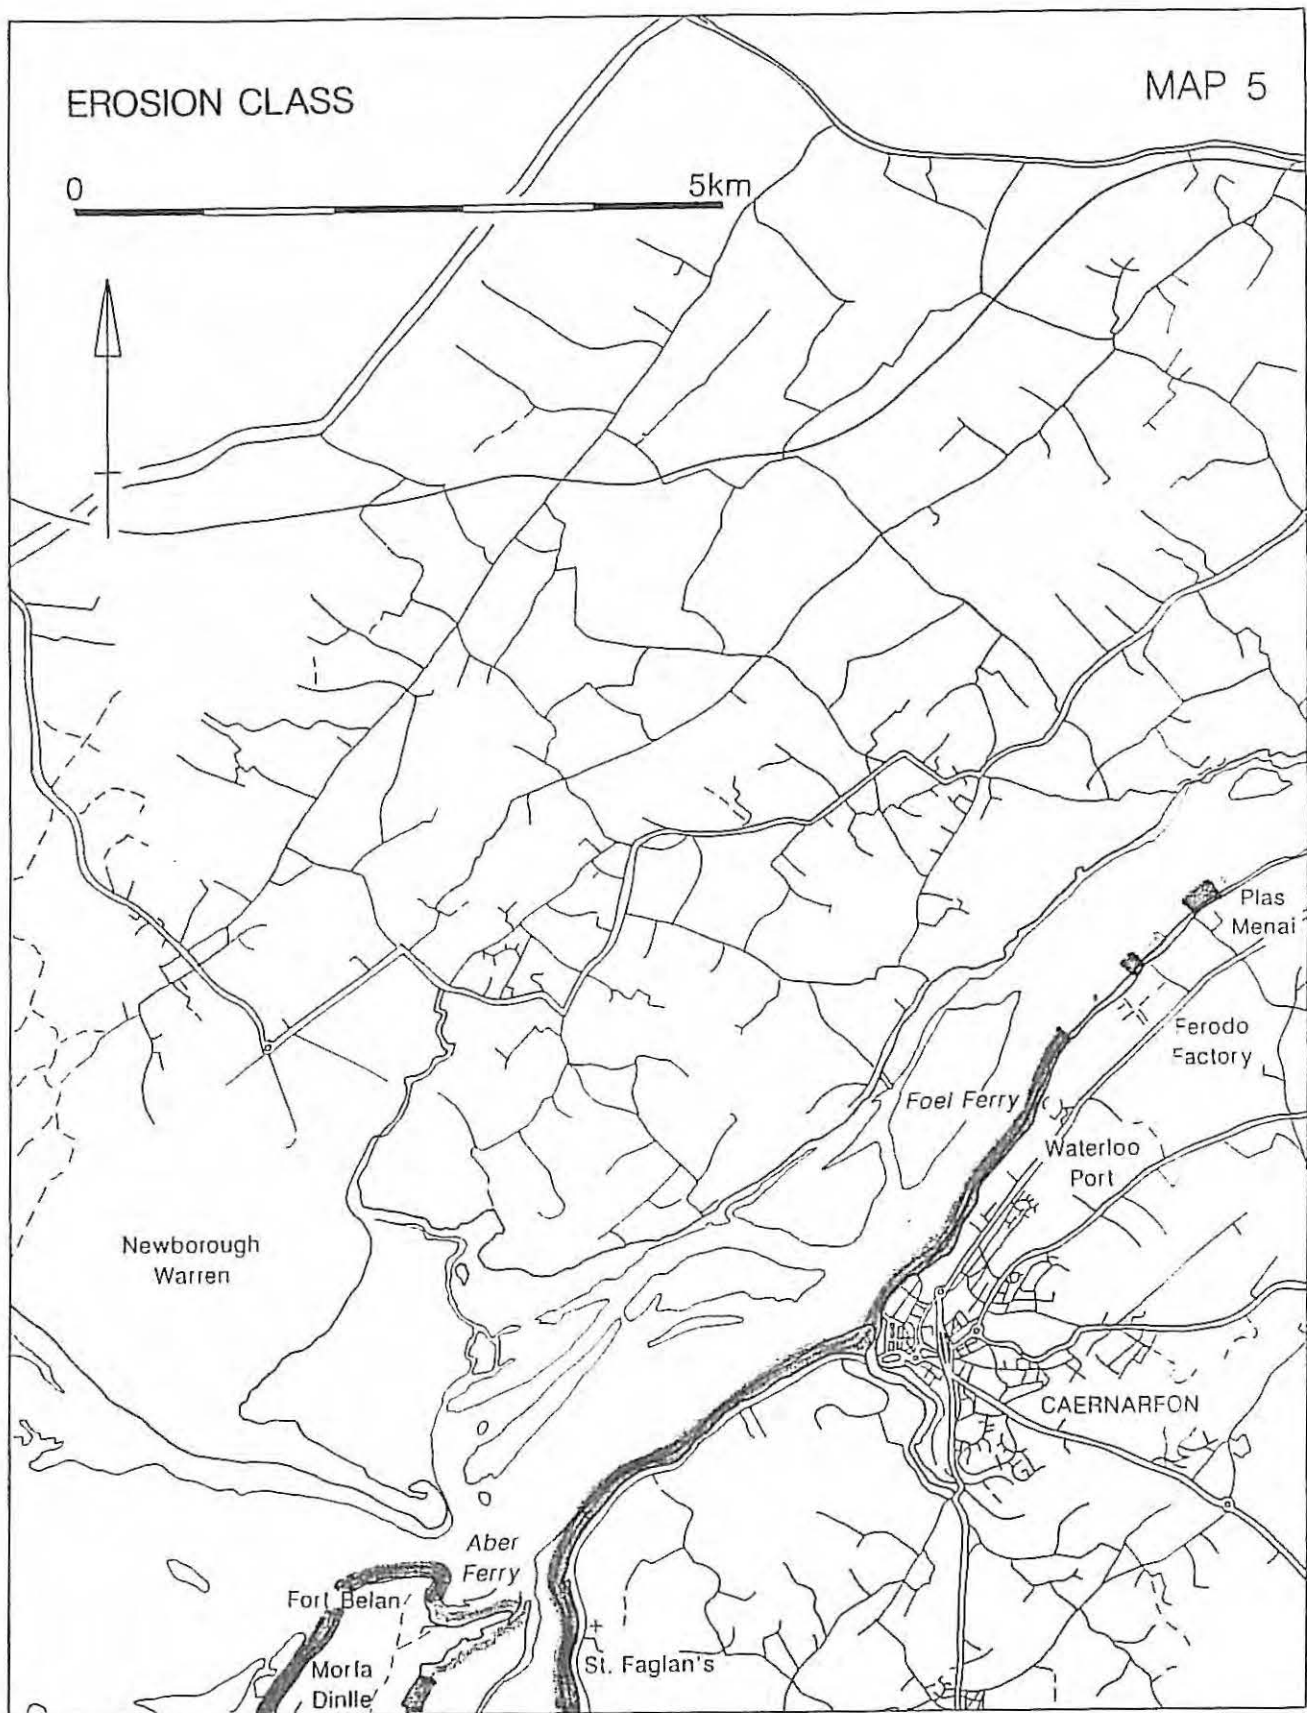 EROSION CLASS
MAP 5
0
5km
Plas
Menai
Ferodo
Factory
Foel Ferry
Waterloo
Port
Newborough
Warren
CAERNARFON
Aber
Ferry
Fort Belan
St. Faglan's
Morfa
Dinlle